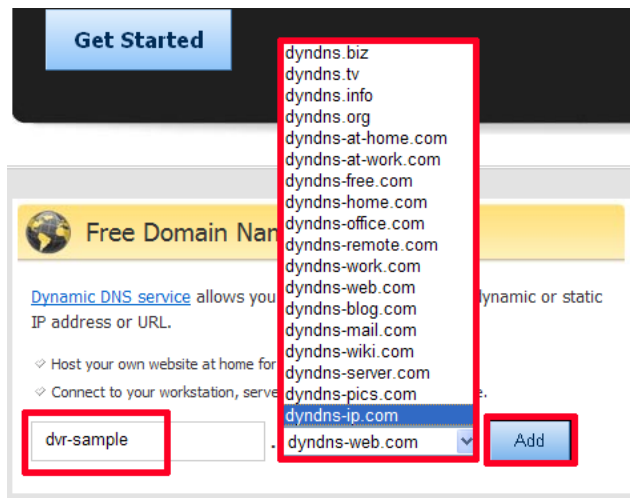 Get Started
dyndns.biz
dyndns.tv
dyndns.info
dyndns.org
dyndns-at-home.com
dyndns-at-work.com
dyndns-free.com
dyndns-home.com
dyndns-office.com
dyndns-remote.com
dyndns-work.com
dyndns-web.com
dyndns-blog.com
dyndns-mail.com
dyndns-wiki.com
dyndns-server.com
dyndns-pics.com
dyndns-ip.com
Free Domain
Dynamic DNS service allows you dynamic or static
IP address or URL.
Host your own website at home for
Connect to your workstation,
dvr-sample . dyndns-web.com Add